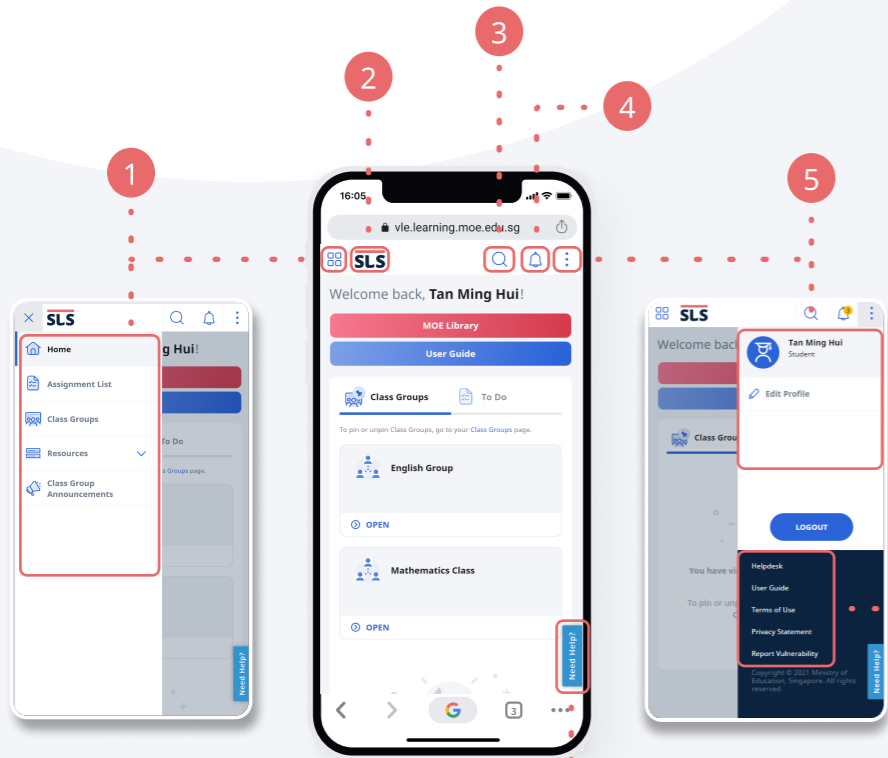 3
2
4
1
5
16:05
vle.learning.moe.edu.sg
SLS
Welcome back, Tan Ming Hui!
MOE Library
User Guide
Class Groups
To Do
To pin or unpin Class Groups, go to your Class Groups page.
English Group
OPEN
Mathematics Class
OPEN
Need Help?
3
SLS
g Hui!
Home
Assignment List
Class Groups
To Do
Resources
s Groups page.
Class Group
Announcements
Need Help?
SLS
3
Welcome bac
Tan Ming Hui
Student
Edit Profile
Class Grou
LOGOUT
You have vi
To pin or unp
C
Helpdesk
User Guide
Terms of Use
Privacy Statement
Report Vulnerability
Copyright © 2021 Ministry of
Education, Singapore. All rights
reserved.
Need Help?